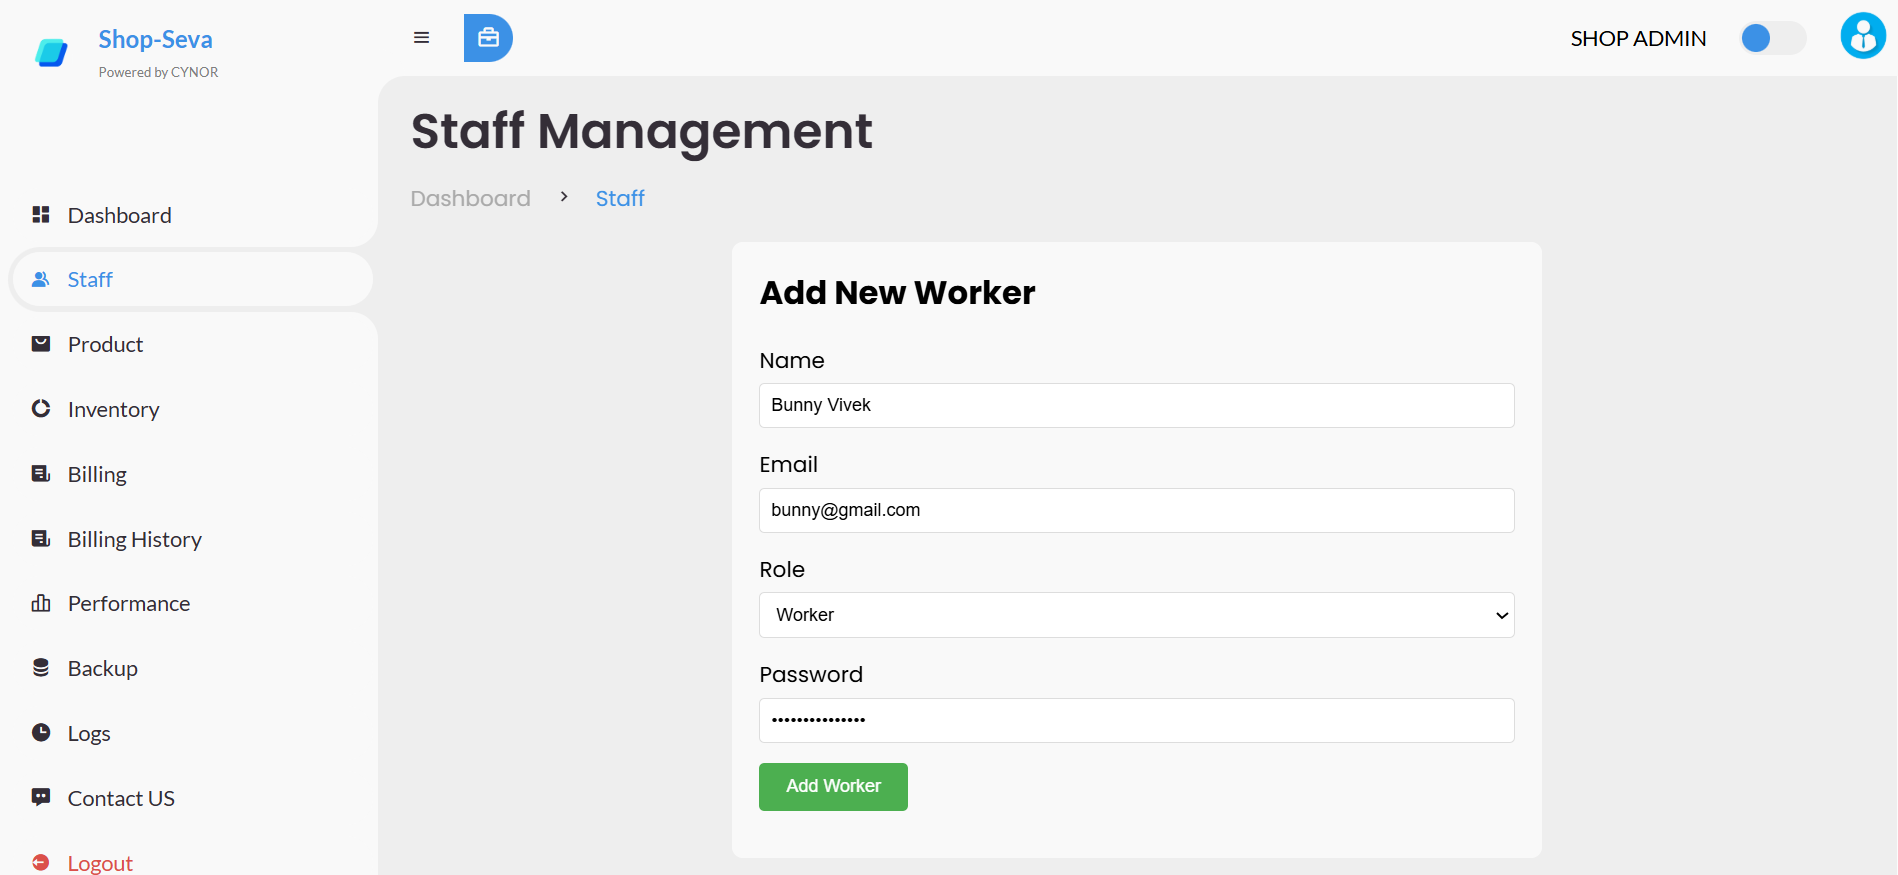 Shop-Seva
Powered by CYNOR
SHOP ADMIN
Dashboard
Staff
Product
Inventory
Billing
Billing History
Performance
Backup
Logs
Contact US
Logout
Staff Management
Dashboard > Staff
Add New Worker
Name
Bunny Vivek
Email
bunny@gmail.com
Role
Worker
Password
•••••••••••••••
Add Worker